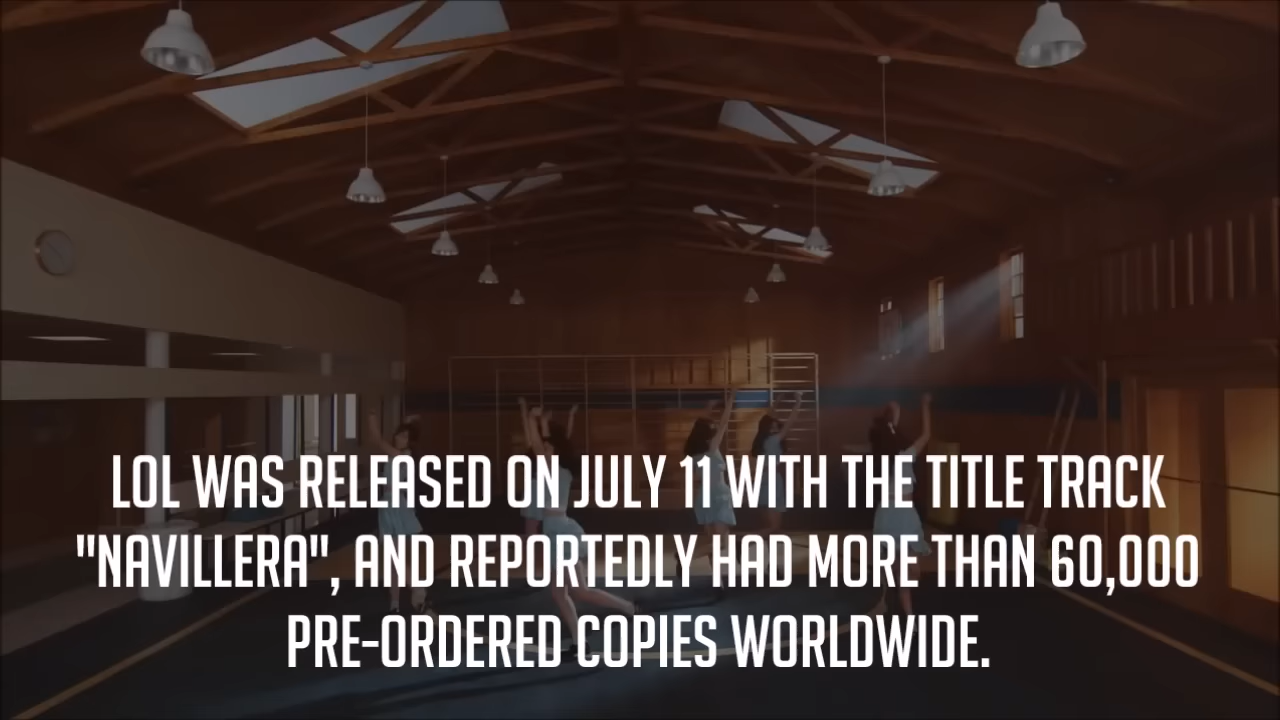 LOL WAS RELEASED ON JULY 11 WITH THE TITLE TRACK
"NAVILLERA", AND REPORTEDLY HAD MORE THAN 60,000
PRE-ORDERED COPIES WORLDWIDE.